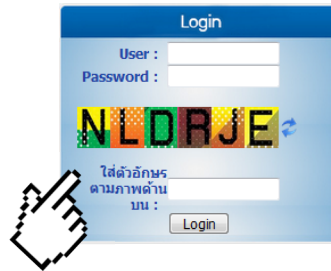 Login
User :
Password :
NLDRJE
ใส่ตัวอักษร
ตามภาพด้าน
บน :
Login